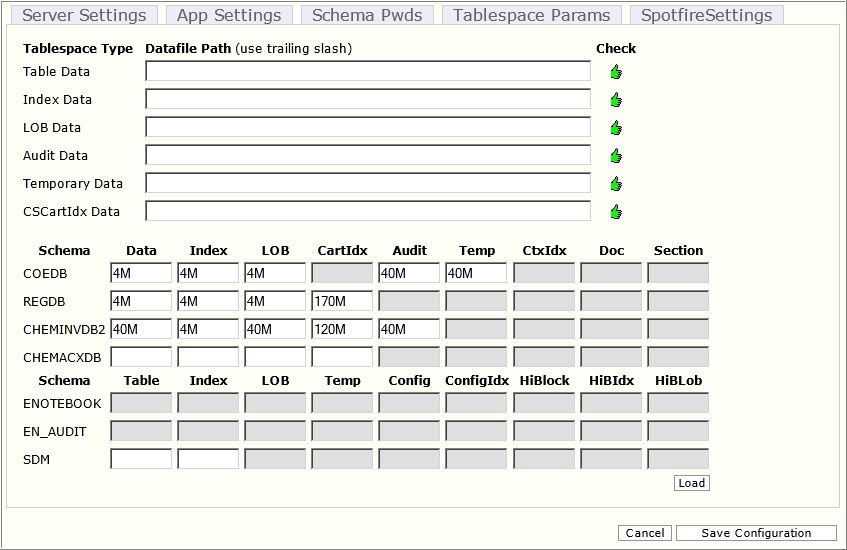 Server Settings App Settings Schema Pwds Tablespace Params SpotfireSettings
Tablespace Type Datafile Path (use trailing slash) Check
Table Data
Index Data
LOB Data
Audit Data
Temporary Data
CSCartIdx Data
Schema Data Index LOB CartIdx Audit Temp CtxIdx Doc Section
COEDB 4M 4M 4M 40M 40M
REGDB 4M 4M 4M 170M
CHEMINVDB2 40M 4M 40M 120M 40M
CHEMACXDB
Schema Table Index LOB Temp Config ConfigIdx HiBlock HiBIdx HiBLob
ENOTEBOOK
EN_AUDIT
SDM
Load
Cancel Save Configuration